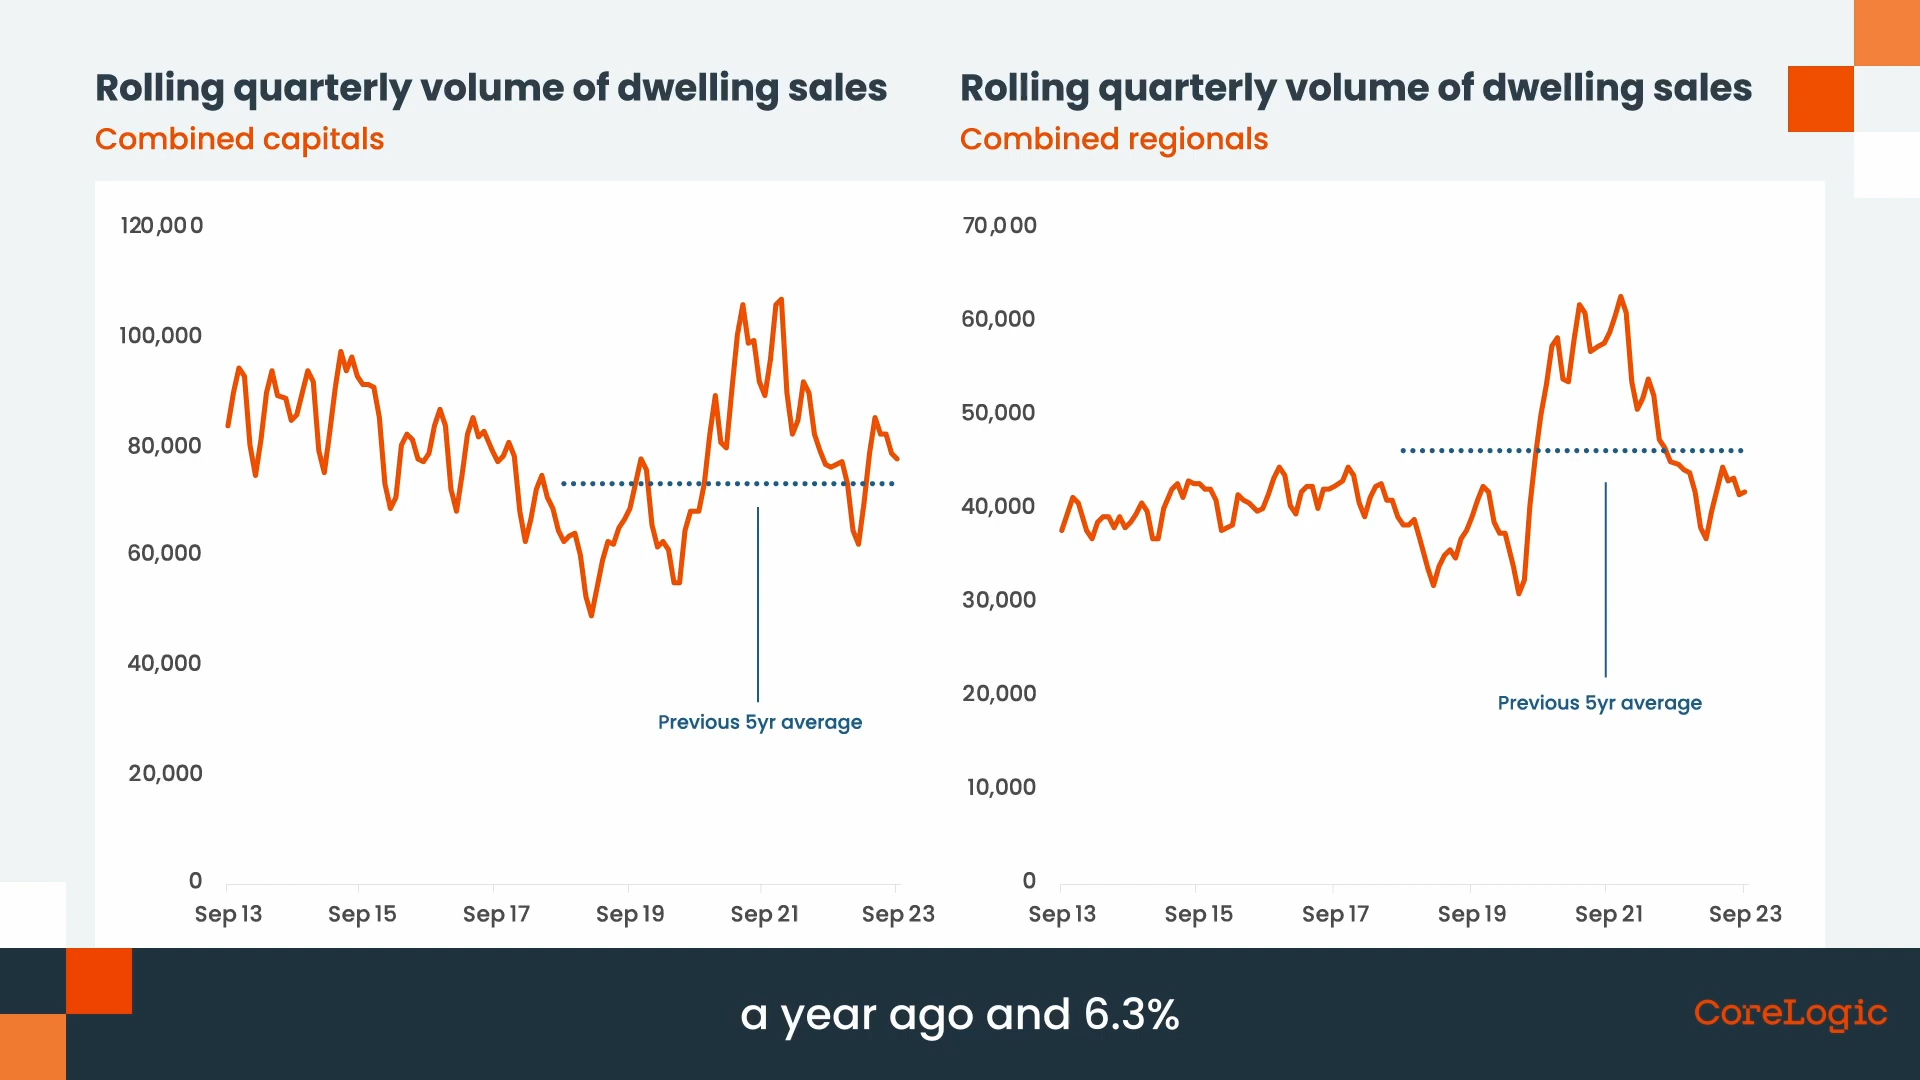 Rolling quarterly volume of dwelling sales
Combined capitals
120,000
100,000
80,000
60,000
40,000
20,000
0
Sep 13 Sep 15 Sep 17 Sep 19 Sep 21 Sep 23
Previous 5yr average
Rolling quarterly volume of dwelling sales
Combined regionals
70,000
60,000
50,000
40,000
30,000
20,000
10,000
0
Sep 13 Sep 15 Sep 17 Sep 19 Sep 21 Sep 23
Previous 5yr average
a year ago and 6.3%
CoreLogic